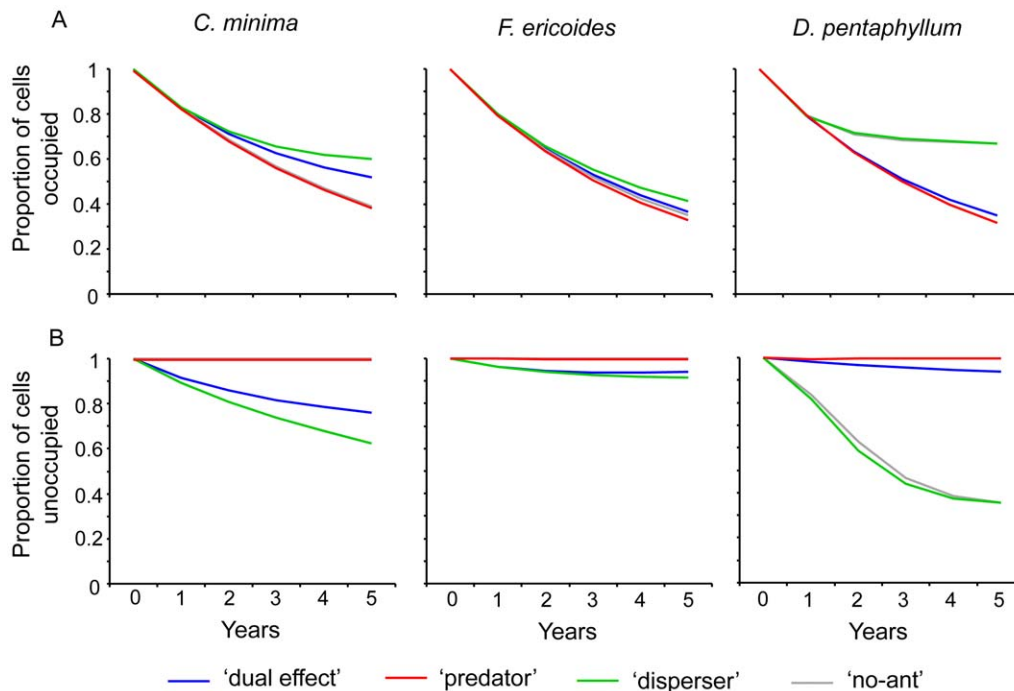 A
C. minima
F. ericoides
D. pentaphyllum
Proportion of cells
occupied
1
0.8
0.6
0.4
0.2
0
B
Proportion of cells
unoccupied
1
0.8
0.6
0.4
0.2
0
0 1 2 3 4 5
0 1 2 3 4 5
0 1 2 3 4 5
Years
Years
Years
‘dual effect’ ‘predator’ ‘disperser’ ‘no-ant’